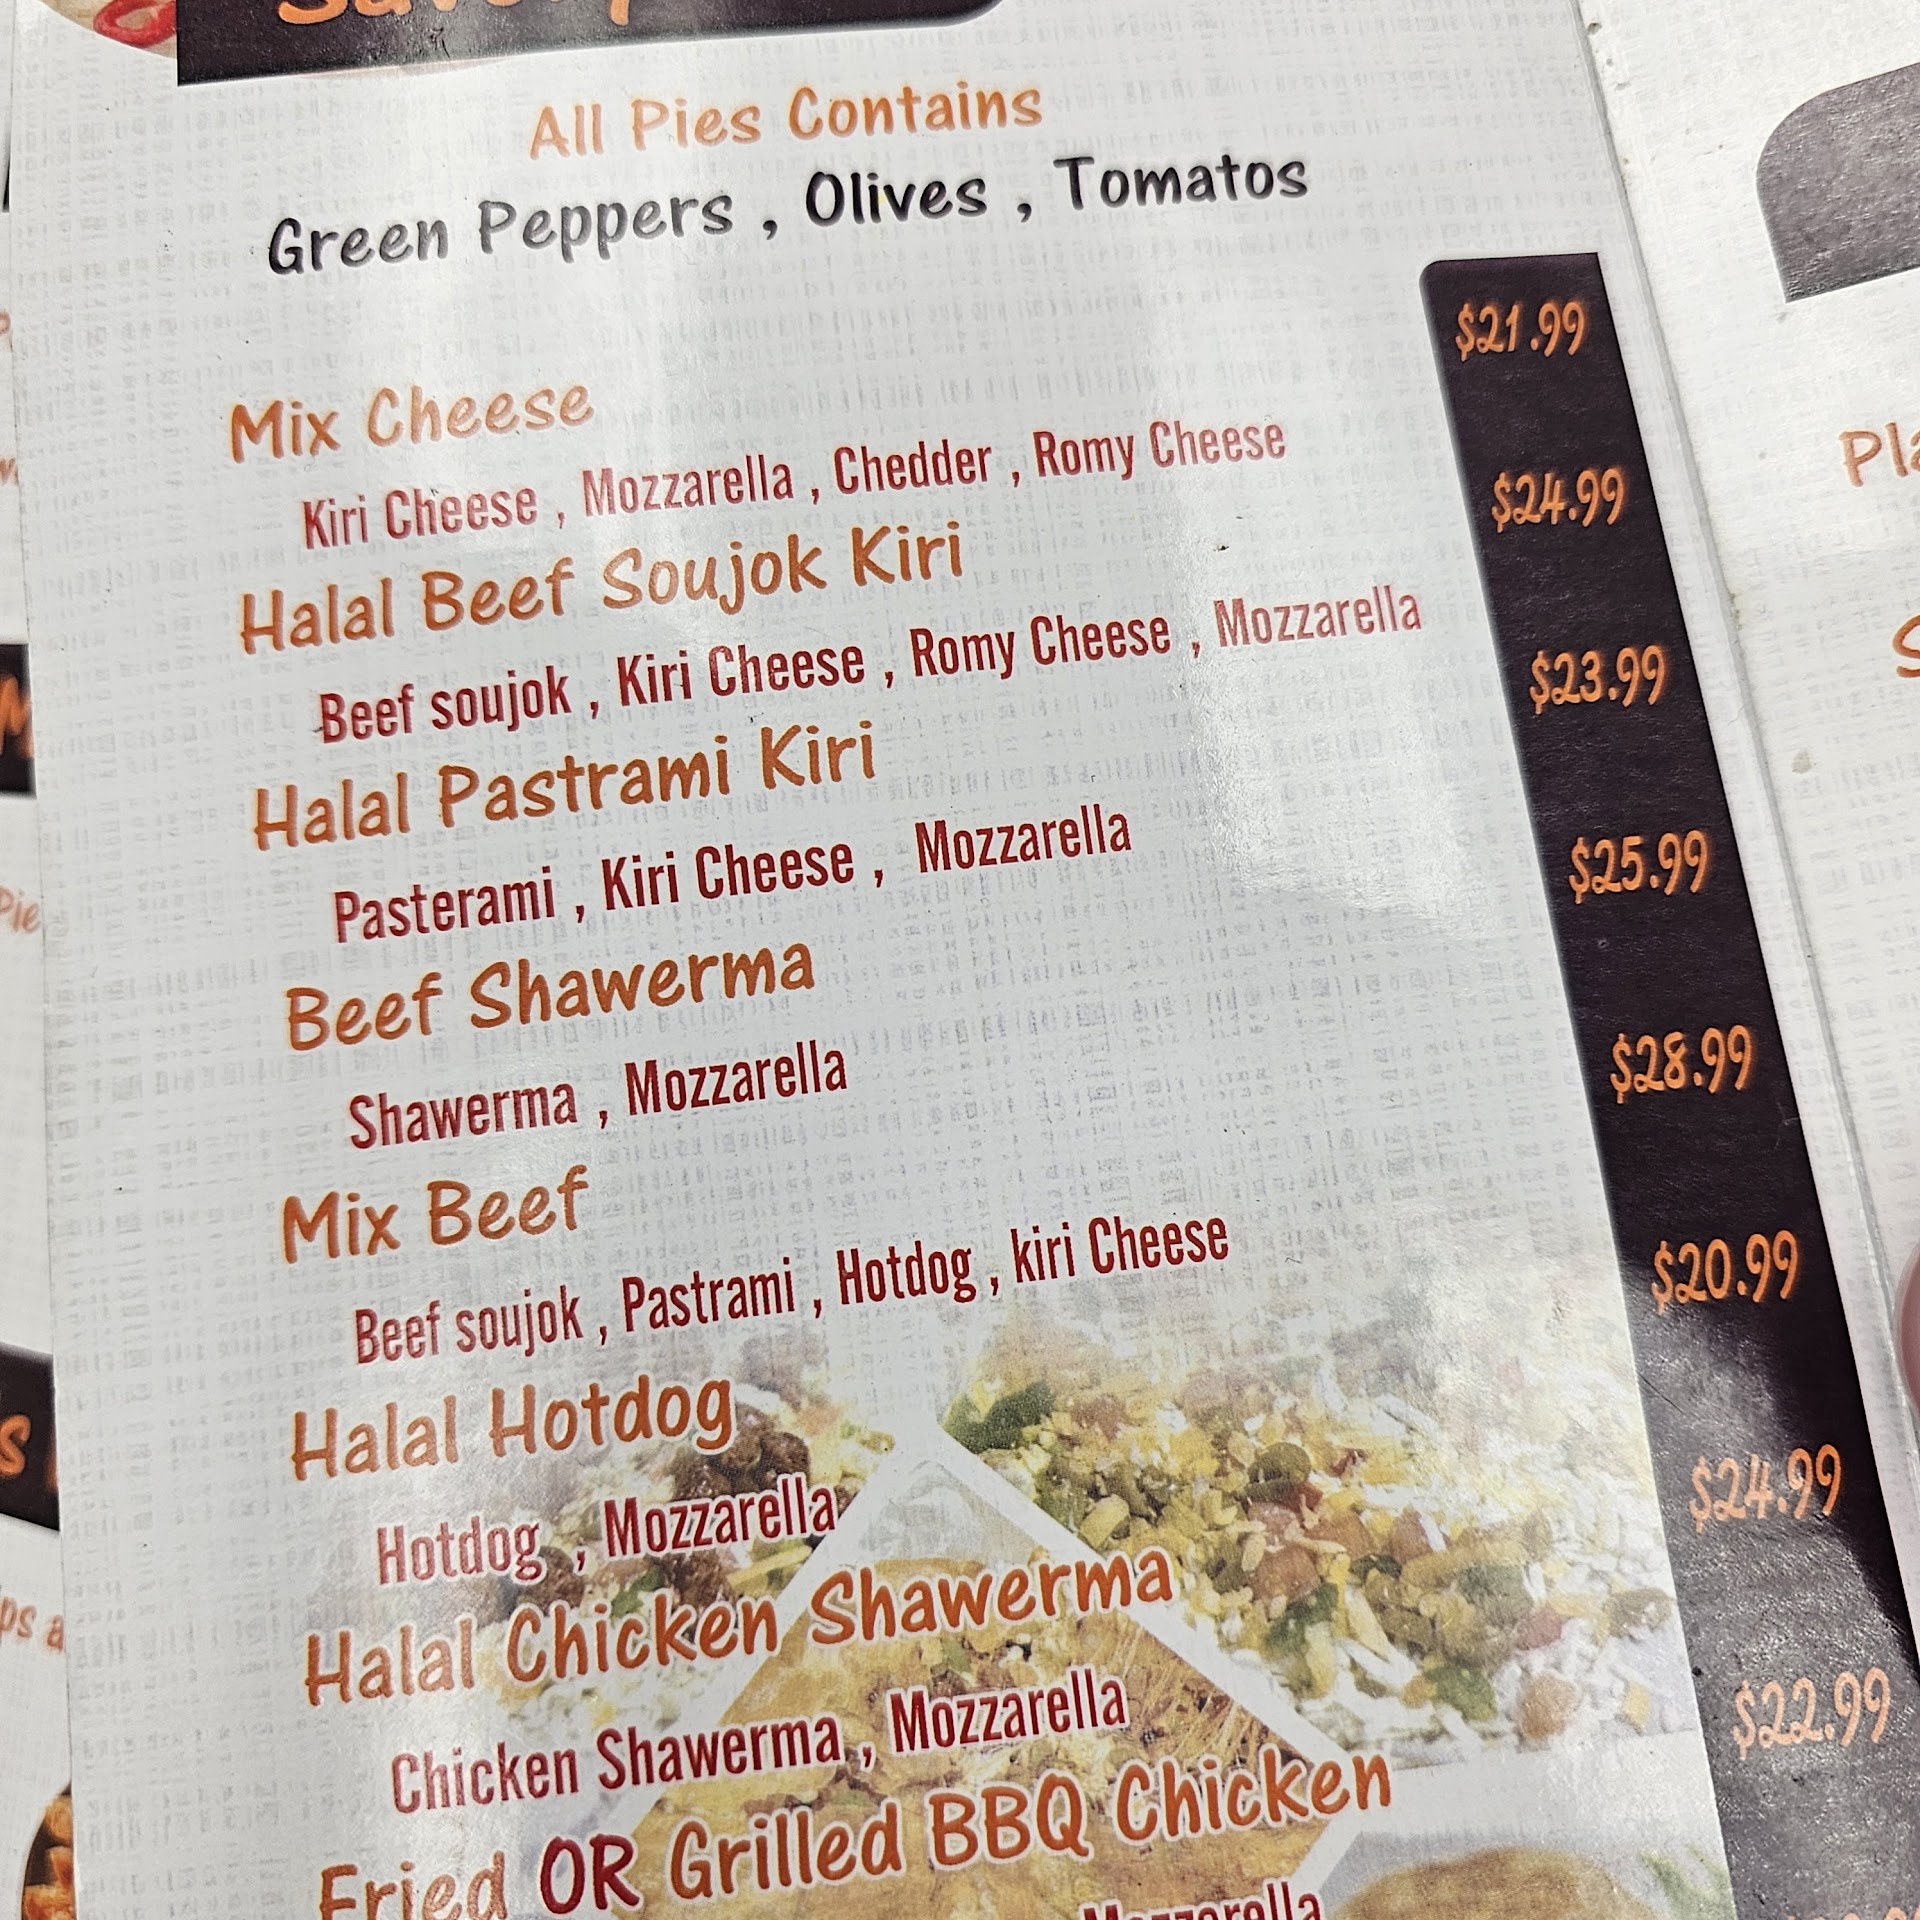 All Pies Contains
Green Peppers , Olives , Tomatos
Mix Cheese $21.99
Kiri Cheese , Mozzarella , Chedder , Romy Cheese
Halal Beef Soujok Kiri $24.99
Beef soujok , Kiri Cheese , Romy Cheese , Mozzarella
Halal Pastrami Kiri $23.99
Pasterami , Kiri Cheese , Mozzarella
Beef Shawerma $25.99
Shawerma , Mozzarella
Mix Beef $28.99
Beef soujok , Pastrami , Hotdog , kiri Cheese
Halal Hotdog $20.99
Hotdog , Mozzarella
Halal Chicken Shawerma $24.99
Chicken Shawerma , Mozzarella
Fried OR Grilled BBQ Chicken $22.99
Mozzarella